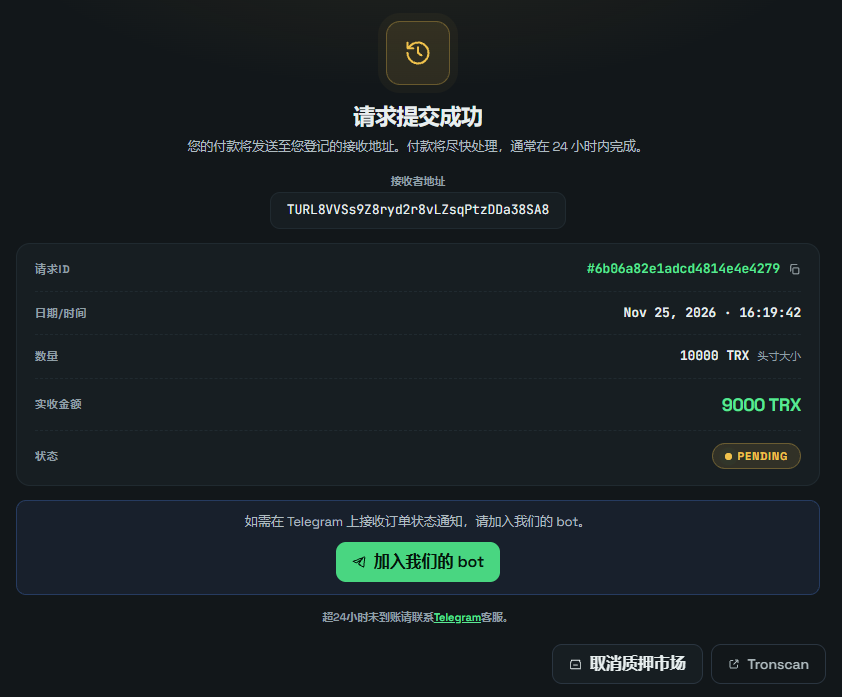 请求提交成功
您的付款将发送至您登记的接收地址。付款将尽快处理，通常在 24 小时内完成。
接收者地址
TURL8VVSs9Z8ryd2r8vLZsqPtzDDa38SA8
请求ID #6b06a82e1adcd4814e4e4279
日期/时间 Nov 25, 2026 · 16:19:42
数量 10000 TRX 头寸大小
实收金额 9000 TRX
状态 PENDING
如需在 Telegram 上接收订单状态通知，请加入我们的 bot。
加入我们的 bot
超24小时未到账请联系Telegram客服。
取消质押市场 Tronscan